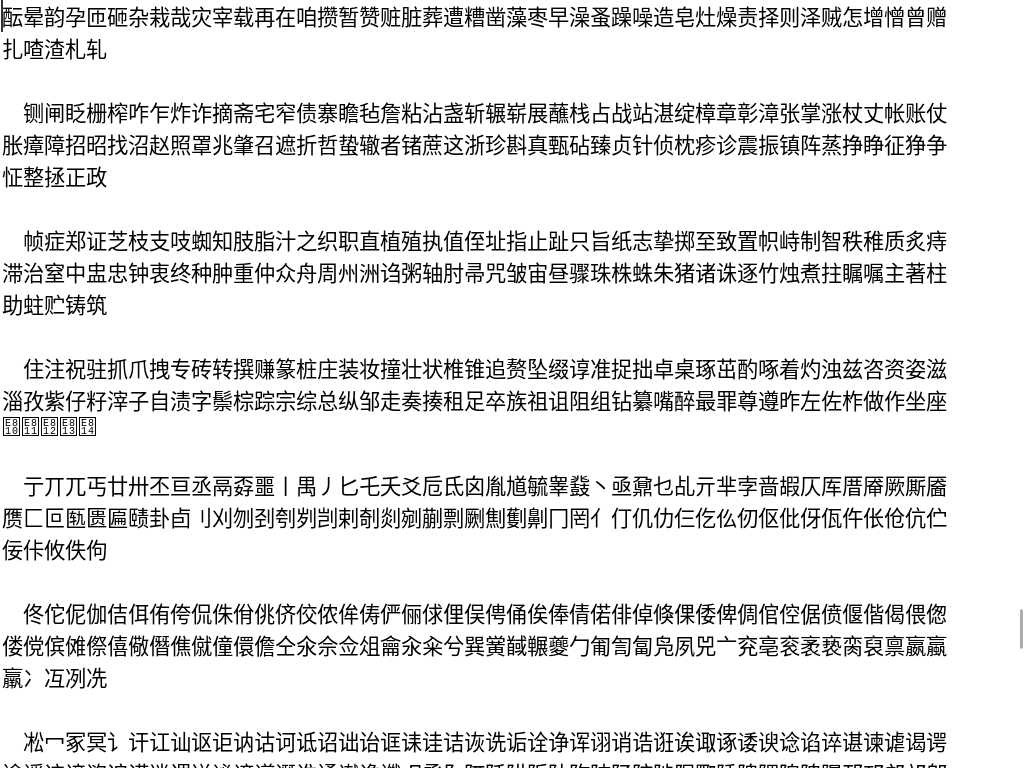 酝晕韵孕匝砸杂栽哉灾宰载再在咱攒暂赞赃脏葬遭糟凿藻枣早澡蚤躁噪造皂灶燥责择则泽贼怎增憎曾赠
扎喳渣札轧
铡闸眨栅榨咋乍炸诈摘斋宅窄债寨瞻毡詹粘沾盏斩辗崭展蘸栈占战站湛绽樟章彰漳张掌涨杖丈帐账仗
胀瘴障招昭找沼赵照罩兆肇召遮折哲蛰辙者锗蔗这浙珍斟真甄砧臻贞针侦枕疹诊震振镇阵蒸挣睁征狰争
怔整拯正政
帧症郑证芝枝支吱蜘知肢脂汁之织职直植殖执值侄址指止趾只旨纸志挚掷至致置帜峙制智秩稚质炙痔
滞治窒中盅忠钟衷终种肿重仲众舟周州洲诌粥轴肘帚咒皱宙昼骤珠株蛛朱猪诸诛逐竹烛煮拄瞩嘱主著柱
助蛀贮铸筑
住注祝驻抓爪拽专砖转撰赚篆桩庄装妆撞壮状椎锥追赘坠缀谆准捉拙卓桌琢茁酌啄着灼浊兹咨资姿滋
淄孜紫仔籽滓子自渍字鬃棕踪宗综总纵邹走奏揍租足卒族祖诅阻组钻纂嘴醉最罪尊遵昨左佐柞做作坐座

亍丌兀丐廿卅丕亘丞鬲孬噩丨禺丿匕乇夭爻卮氐囟胤馗毓睾鼗丶亟鼐乜乩亓芈孛啬嘏仄厍厝厣厥厮靥
赝匚叵匦匮匾赜卦卣刂刈刎刭刳刿剀剌剞剡剜蒯剽劂劁劐劓冂罔亻仃仉仂仨仡仫仞伛仳伢佤仵伥伧伉伫
佞佧攸佚佝
佟佗伲伽佶佴侑侉侃侏佾佻侪佼侬侔俦俨俪俅俚俣俜俑俟俸倩偌俳倬倏倮倭俾倜倌倥倨偾偃偕偈偎偬
偻傥傧傩傺僖儆僭僬僦僮儇儋仝氽佘佥俎龠汆籴兮巽黉馘冁夔勹匍訇匐凫夙兕亠兖亳衮袤亵脔裒禀嬴蠃
羸冫冱冽冼
凇冖冢冥讠讦讧讪讴讵讷诂诃诋诏诎诒诓诔诖诘诙诜诟诠诤诨诩诮诰诳诶诹诼诿谀谂谄谇谌谏谑谒谔